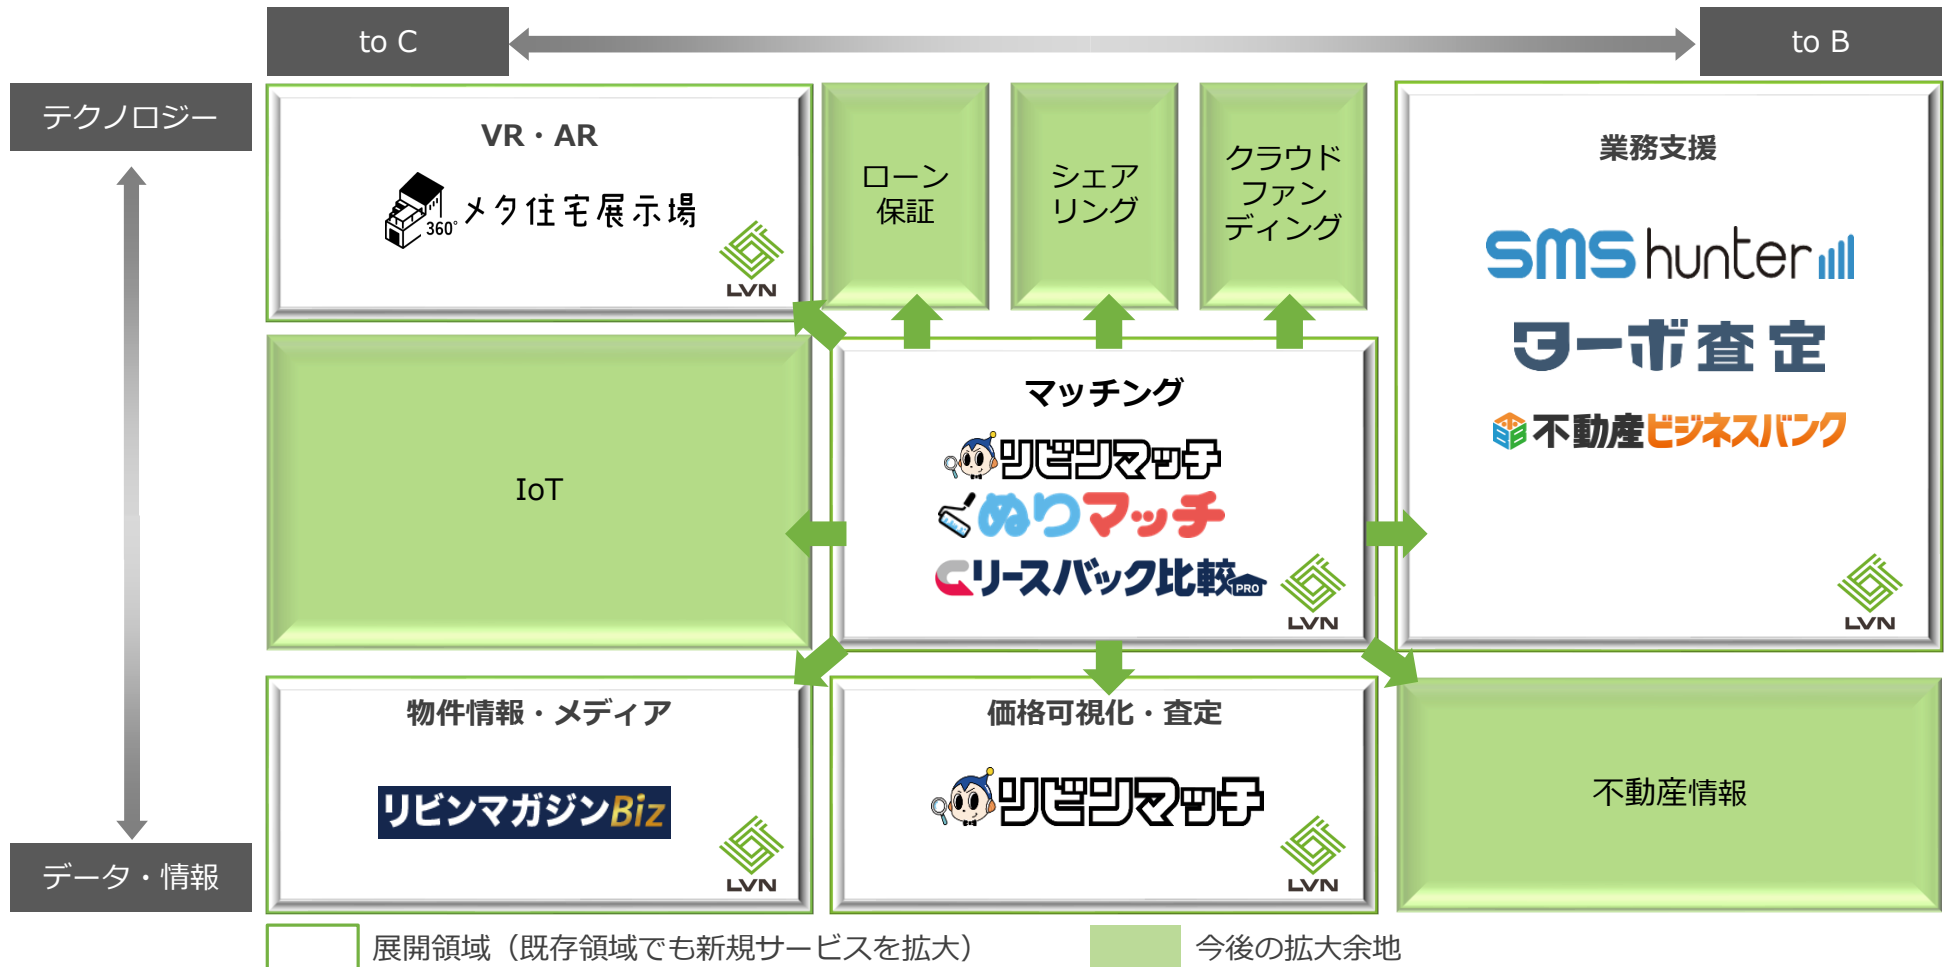 to C
to B
テクノロジー
データ・情報
VR・AR
360°
メタ住宅展示場
LVN
ローン
保証
シェア
リング
クラウド
ファン
ディング
業務支援
SMS hunter
ターボ査定
不動産ビジネスバンク
LVN
IoT
マッチング
リビンマッチ
ぬりマッチ
リースバック比較PRO
LVN
物件情報・メディア
リビンマガジンBiz
LVN
価格可視化・査定
リビンマッチ
LVN
不動産情報
展開領域（既存領域でも新規サービスを拡大）
今後の拡大余地